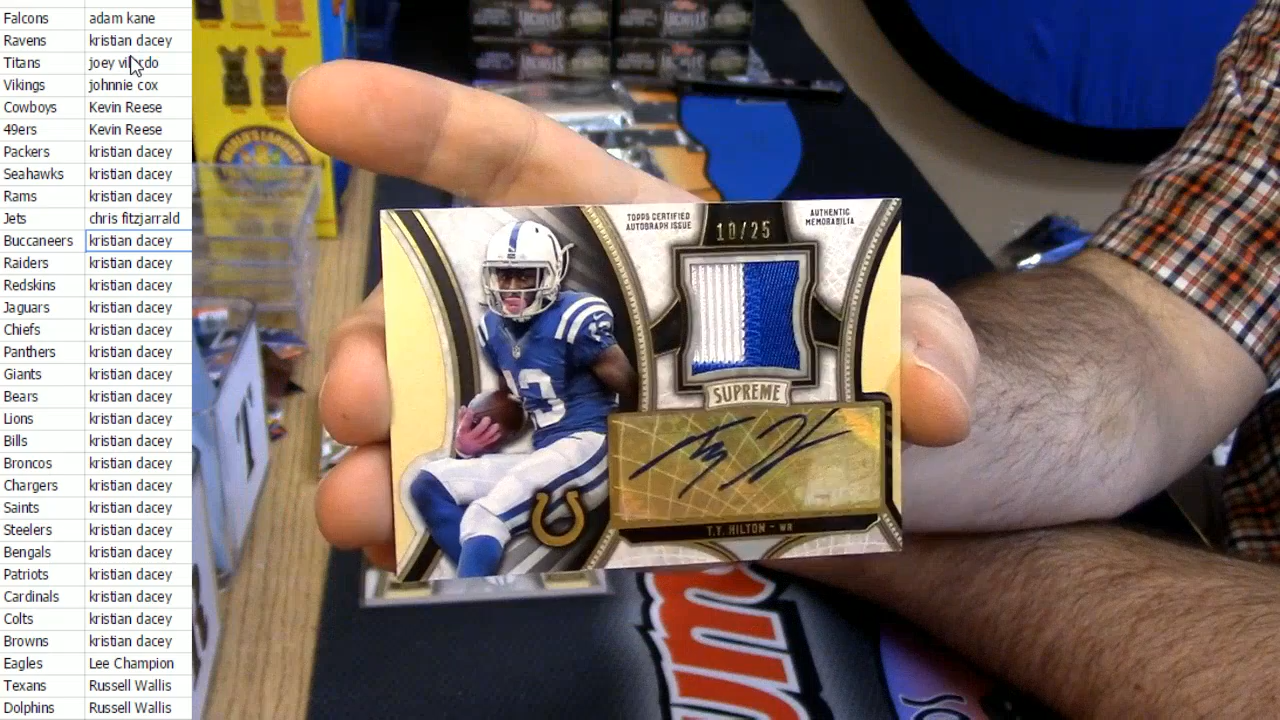 Falcons adam kane
Ravens kristian dacey
Titans joey
Vikings johnnie cox
Cowboys Kevin Reese
49ers Kevin Reese
Packers kristian dacey
Seahawks kristian dacey
Rams kristian dacey
Jets chris fitzjarrald
Buccaneers kristian dacey
Raiders kristian dacey
Redskins kristian dacey
Jaguars kristian dacey
Chiefs kristian dacey
Panthers kristian dacey
Giants kristian dacey
Bears kristian dacey
Lions kristian dacey
Bills kristian dacey
Broncos kristian dacey
Chargers kristian dacey
Saints kristian dacey
Steelers kristian dacey
Bengals kristian dacey
Patriots kristian dacey
Cardinals kristian dacey
Colts kristian dacey
Browns kristian dacey
Eagles Lee Champion
Texans Russell Wallis
Dolphins Russell Wallis
TOPPS CERTIFIED
AUTOGRAPH ISSUE
10/25
AUTHENTIC
MEMORABILIA
SUPREME
T.Y. HILTON - WR
13
ARCHIVES
WORLD'S LARGEST